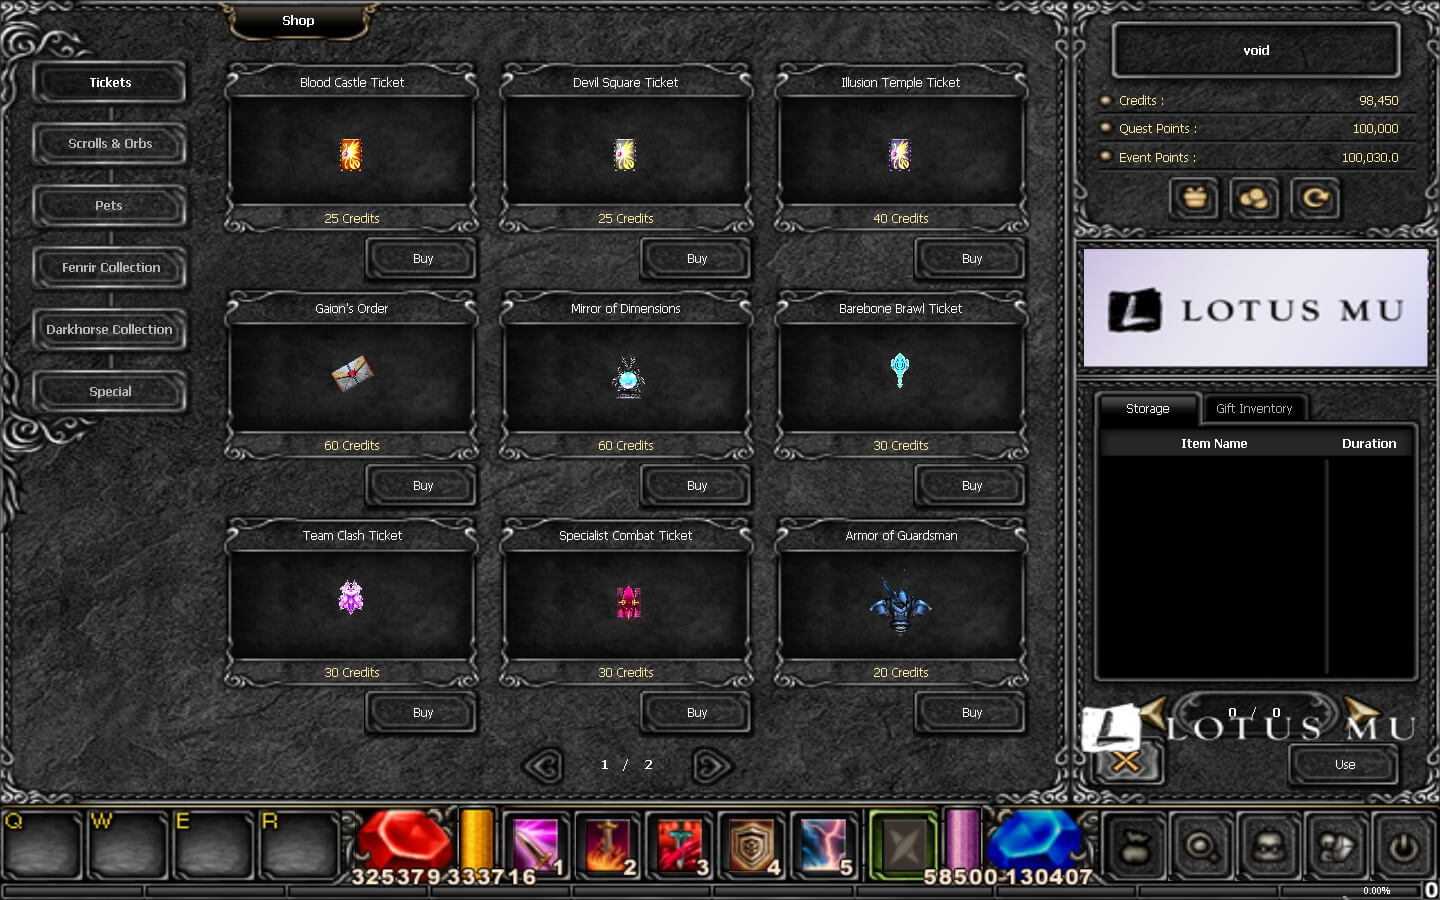 Shop
Tickets
Scrolls & Orbs
Pets
Fenrir Collection
Darkhorse Collection
Special
Blood Castle Ticket
25 Credits
Buy
Devil Square Ticket
25 Credits
Buy
Illusion Temple Ticket
40 Credits
Buy
Gaion's Order
60 Credits
Buy
Mirror of Dimensions
60 Credits
Buy
Barebone Brawl Ticket
30 Credits
Buy
Team Clash Ticket
30 Credits
Buy
Specialist Combat Ticket
30 Credits
Buy
Armor of Guardsman
20 Credits
Buy
1 / 2
void
Credits : 98,450
Quest Points : 100,000
Event Points : 100,030.0
L LOTUS MU
Storage Gift Inventory
Item Name Duration
0 / 0
L LOTUS MU
Use
Q W E R
1 2 3 4 5
325379 333716 58500 130407
0.00% 0